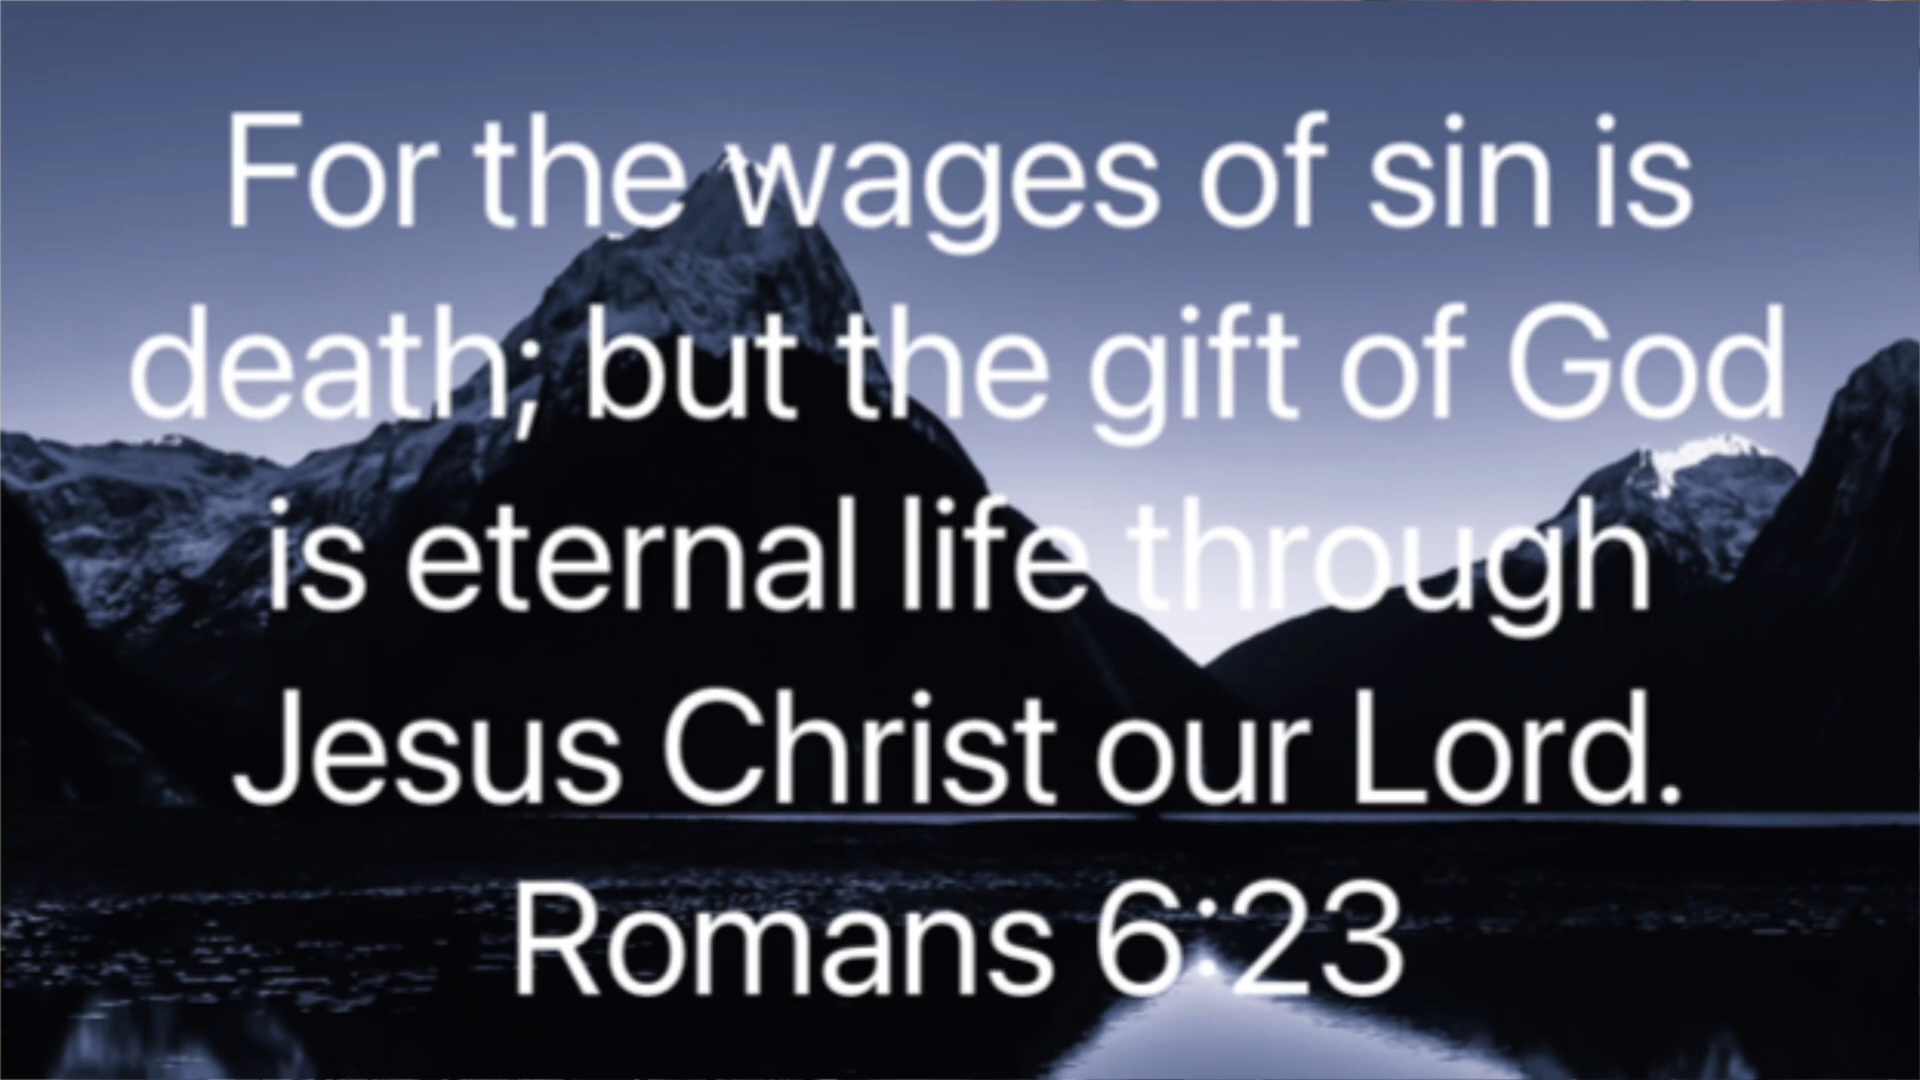 For the wages of sin is
death; but the gift of God
is eternal life through
Jesus Christ our Lord.
Romans 6:23